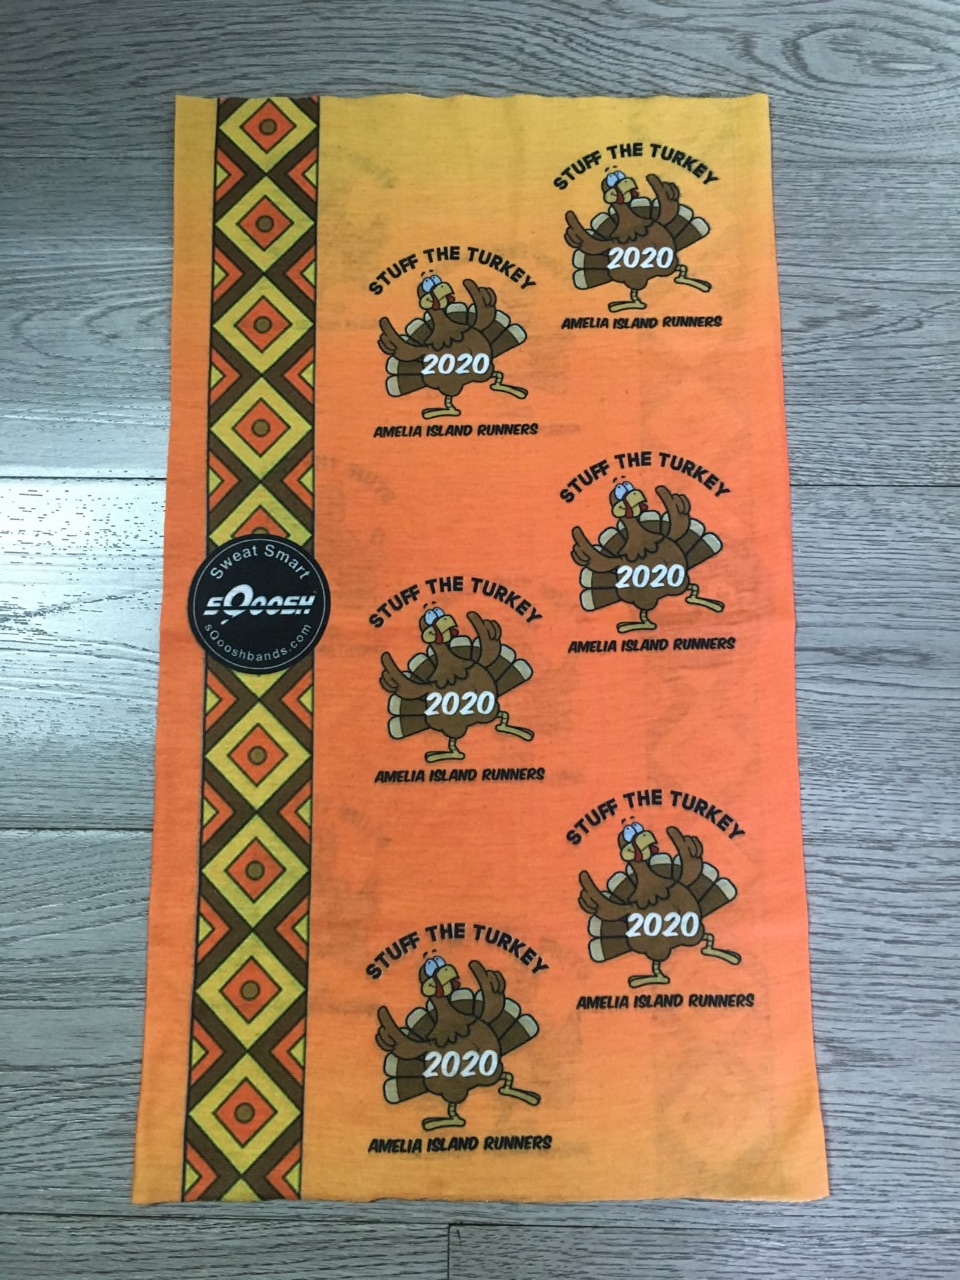 STUFF THE TURKEY
2020
AMELIA ISLAND RUNNERS
STUFF THE TURKEY
2020
AMELIA ISLAND RUNNERS
STUFF THE TURKEY
2020
AMELIA ISLAND RUNNERS
Sweat Smart
sQOOSH
sQooshbands.com
STUFF THE TURKEY
2020
AMELIA ISLAND RUNNERS
STUFF THE TURKEY
2020
AMELIA ISLAND RUNNERS
STUFF THE TURKEY
2020
AMELIA ISLAND RUNNERS